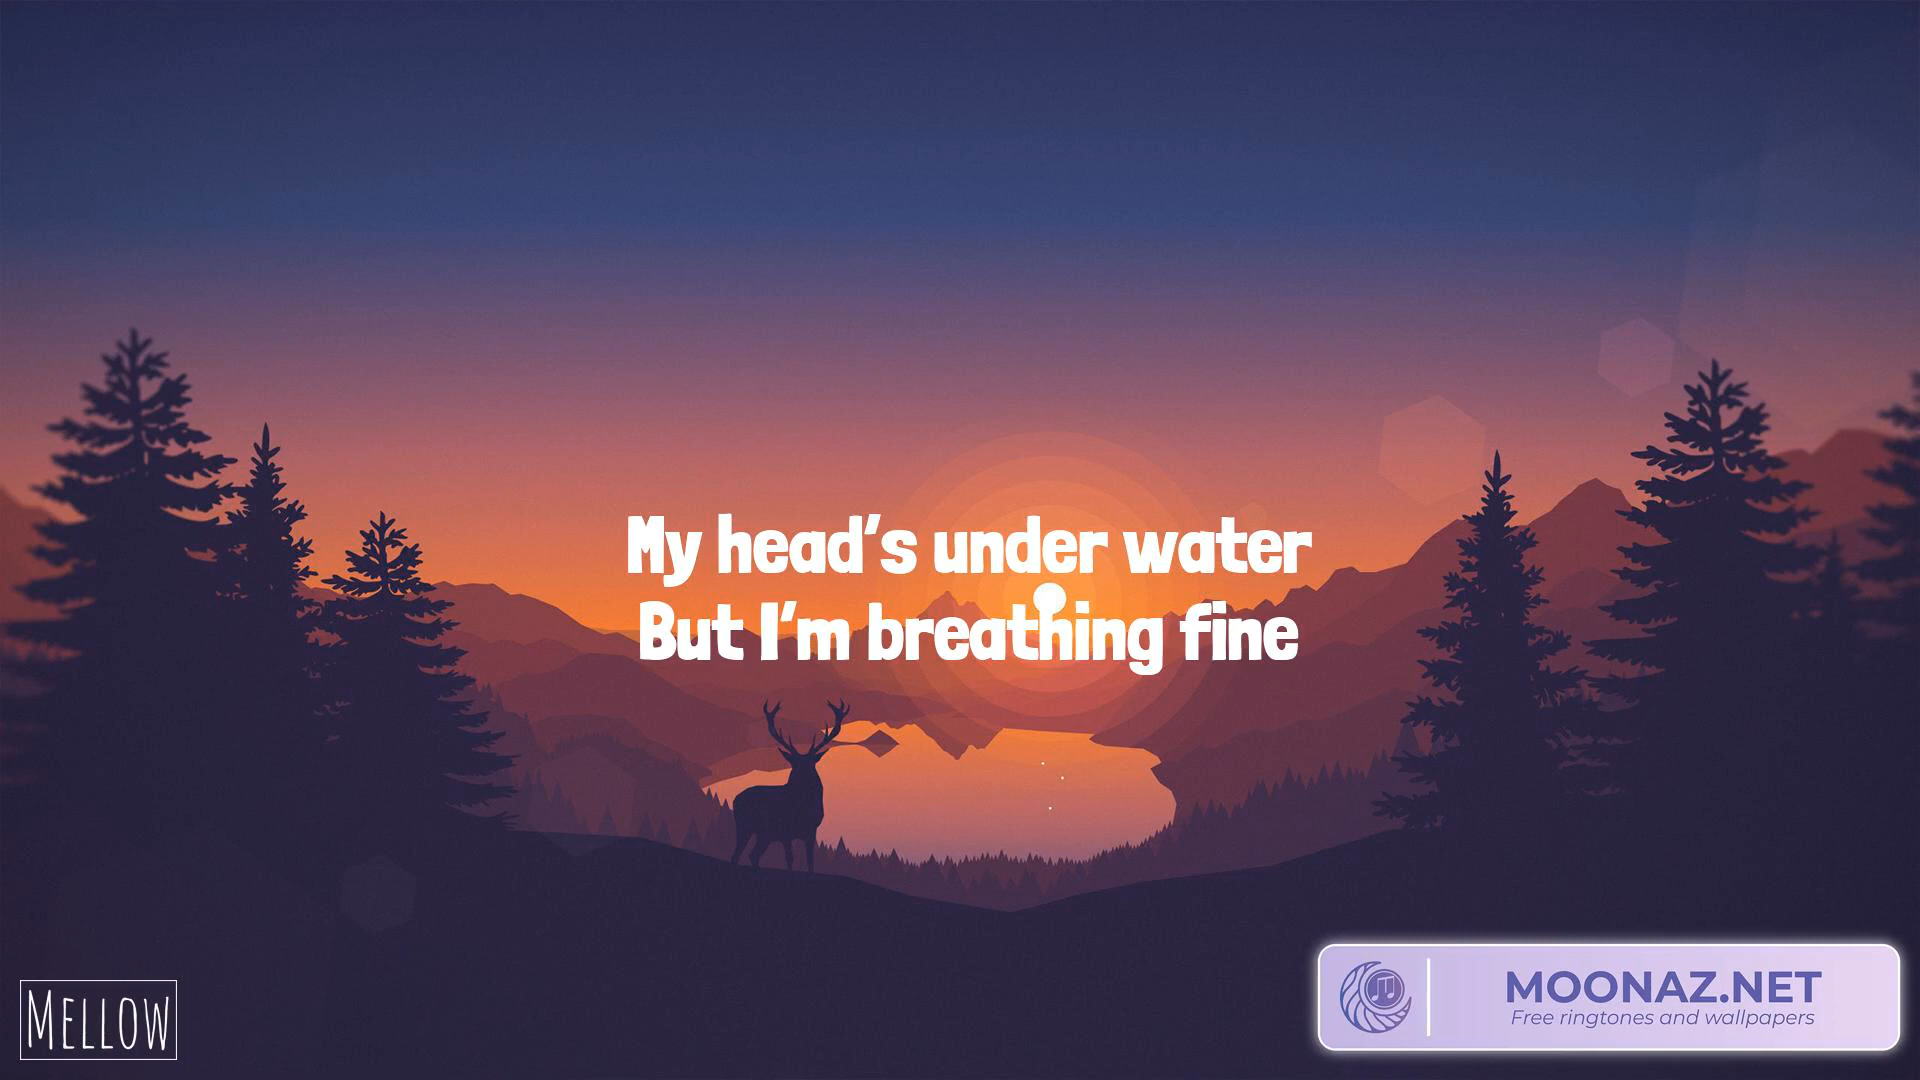 My head's under water
But I'm breathing fine
MELLOW
MOONAZ.NET
Free ringtones and wallpapers